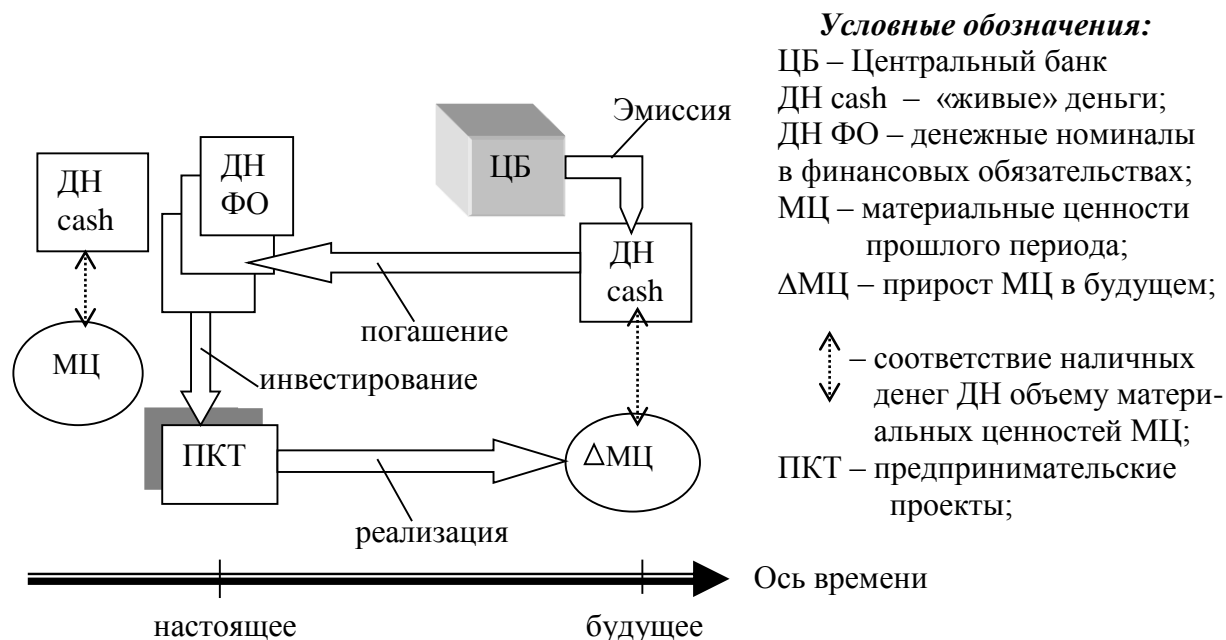 Условные обозначения:
ЦБ – Центральный банк
ДН cash – «живые» деньги;
ДН ФО – денежные номиналы
в финансовых обязательствах;
МЦ – материальные ценности
прошлого периода;
ΔМЦ – прирост МЦ в будущем;
– соответствие наличных
денег ДН объему матери-
альных ценностей МЦ;
ПКТ – предпринимательские
проекты;
Эмиссия
ЦБ
ДН
cash
ДН
ФО
ДН
cash
погашение
МЦ
инвестирование
ПКТ
ΔМЦ
реализация
Ось времени
настоящее
будущее